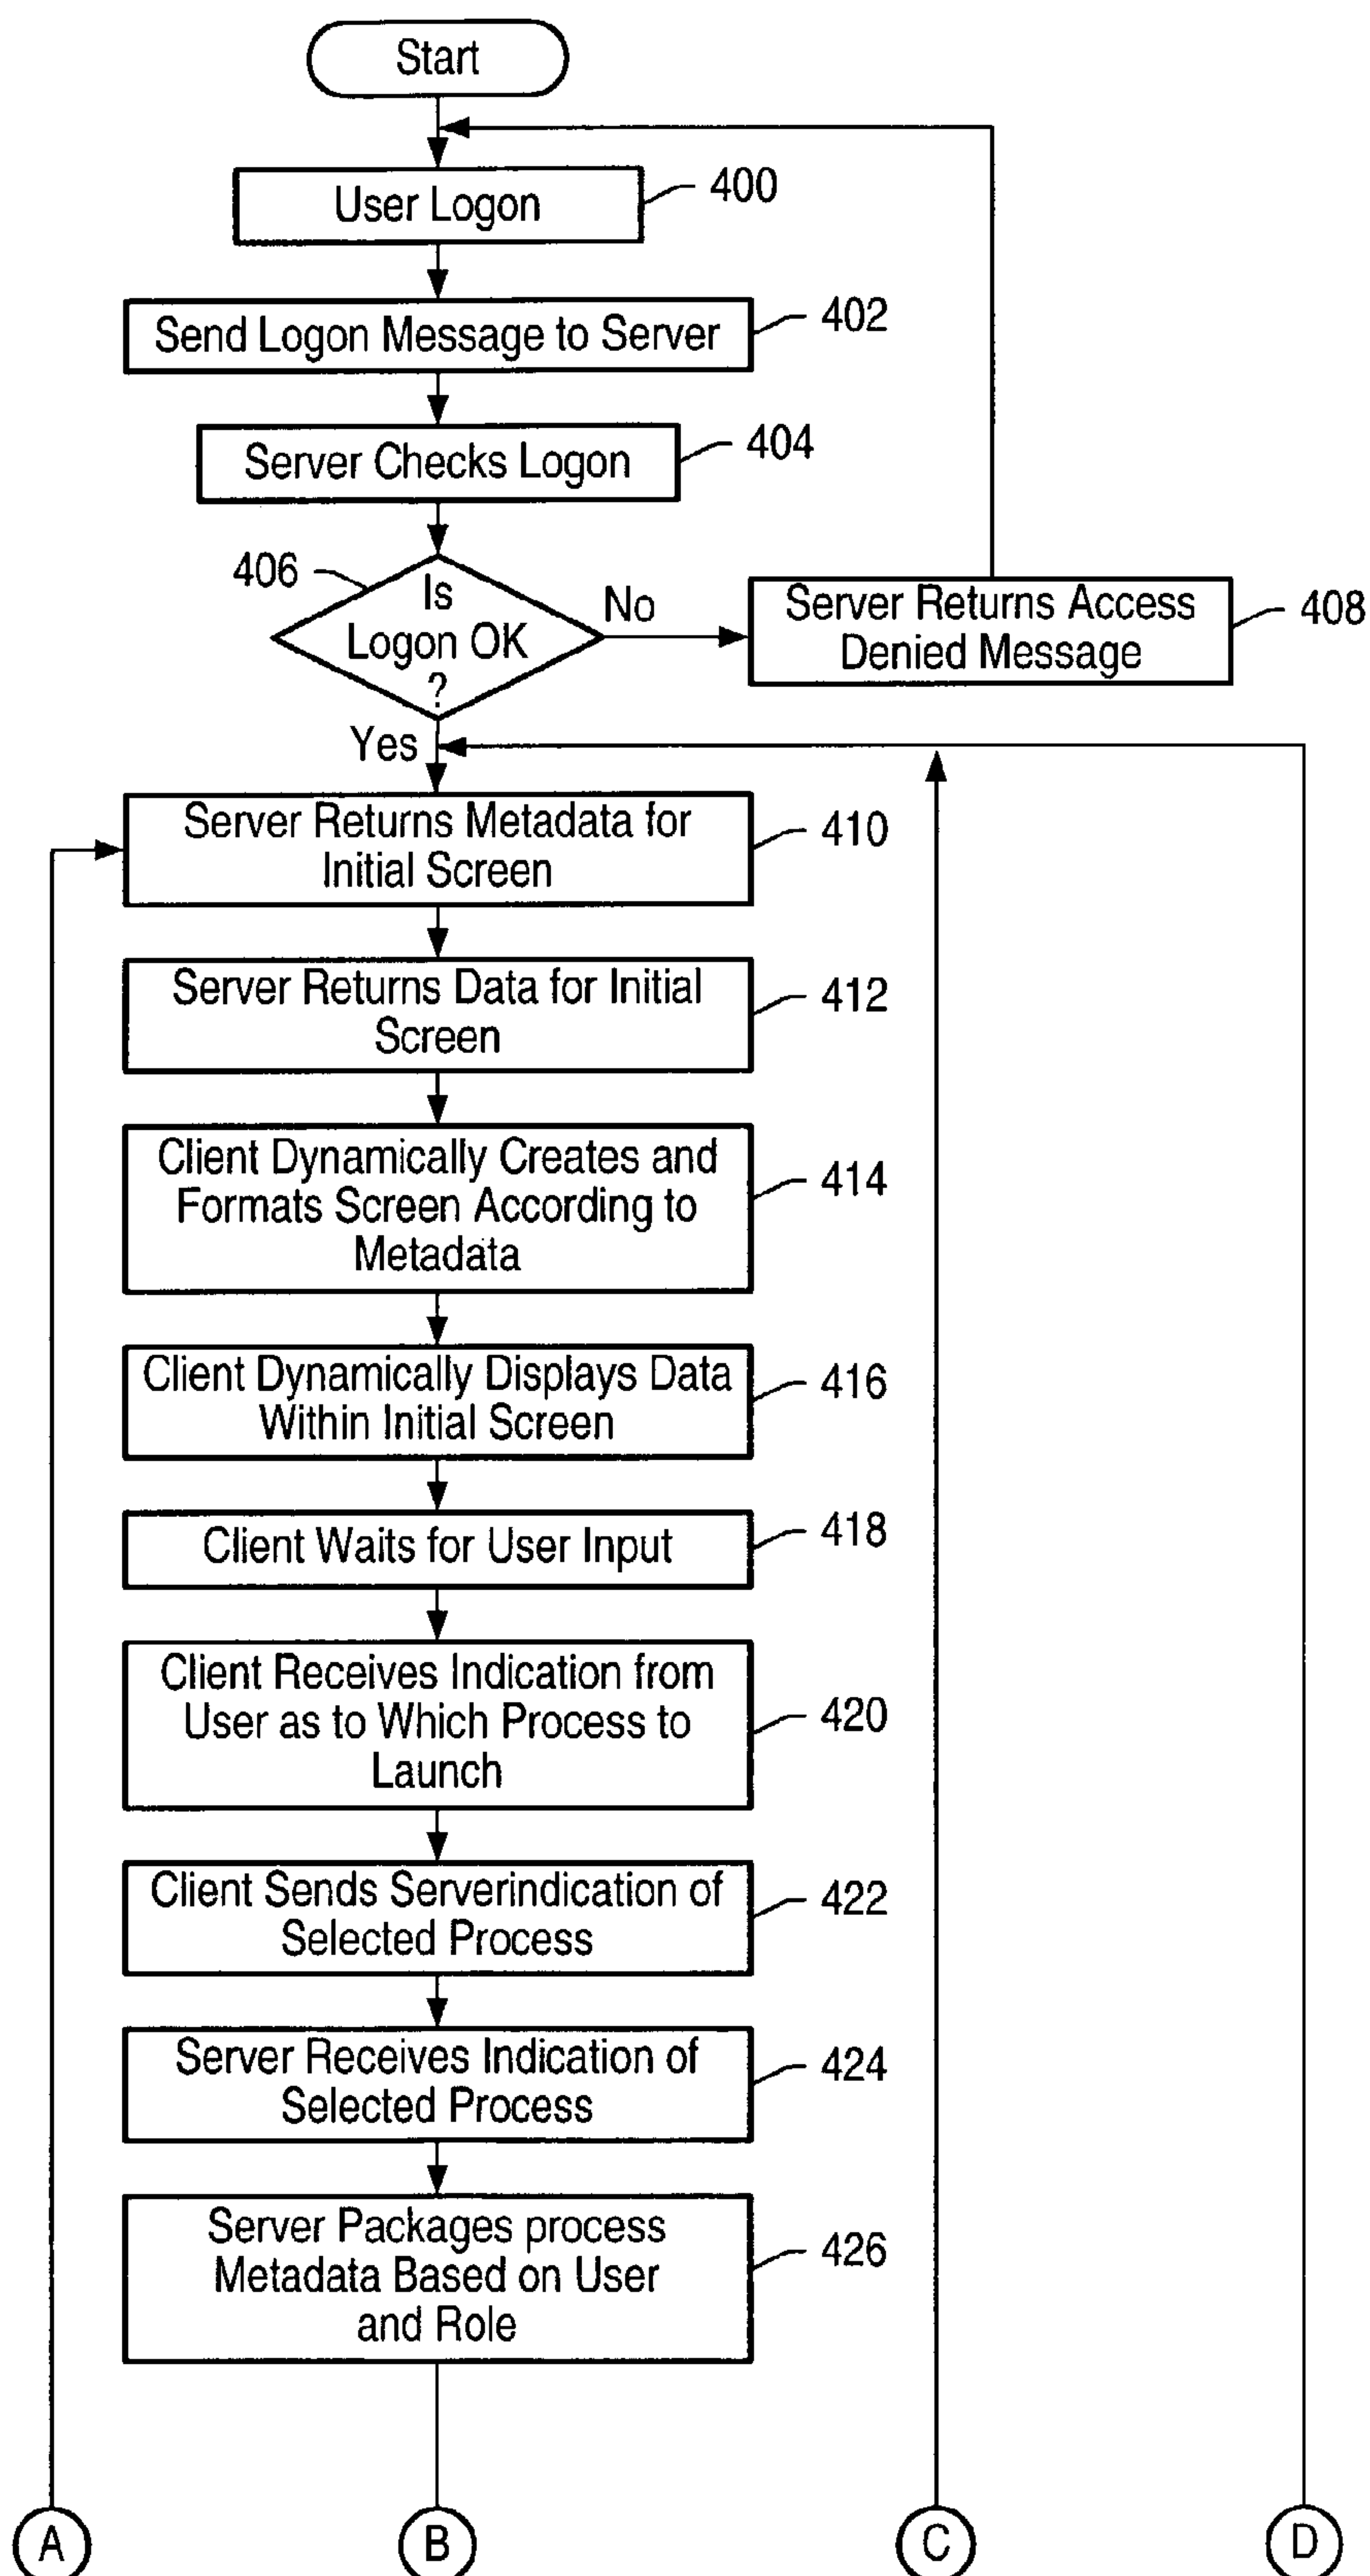 Start
User Logon
400
Send Logon Message to Server
402
Server Checks Logon
404
406
Is
Logon OK
?
No
Server Returns Access
Denied Message
408
Yes
Server Returns Metadata for
Initial Screen
410
Server Returns Data for Initial
Screen
412
Client Dynamically Creates and
Formats Screen According to
Metadata
414
Client Dynamically Displays Data
Within Initial Screen
416
Client Waits for User Input
418
Client Receives Indication from
User as to Which Process to
Launch
420
Client Sends Serverindication of
Selected Process
422
Server Receives Indication of
Selected Process
424
Server Packages process
Metadata Based on User
and Role
426
A
B
C
D